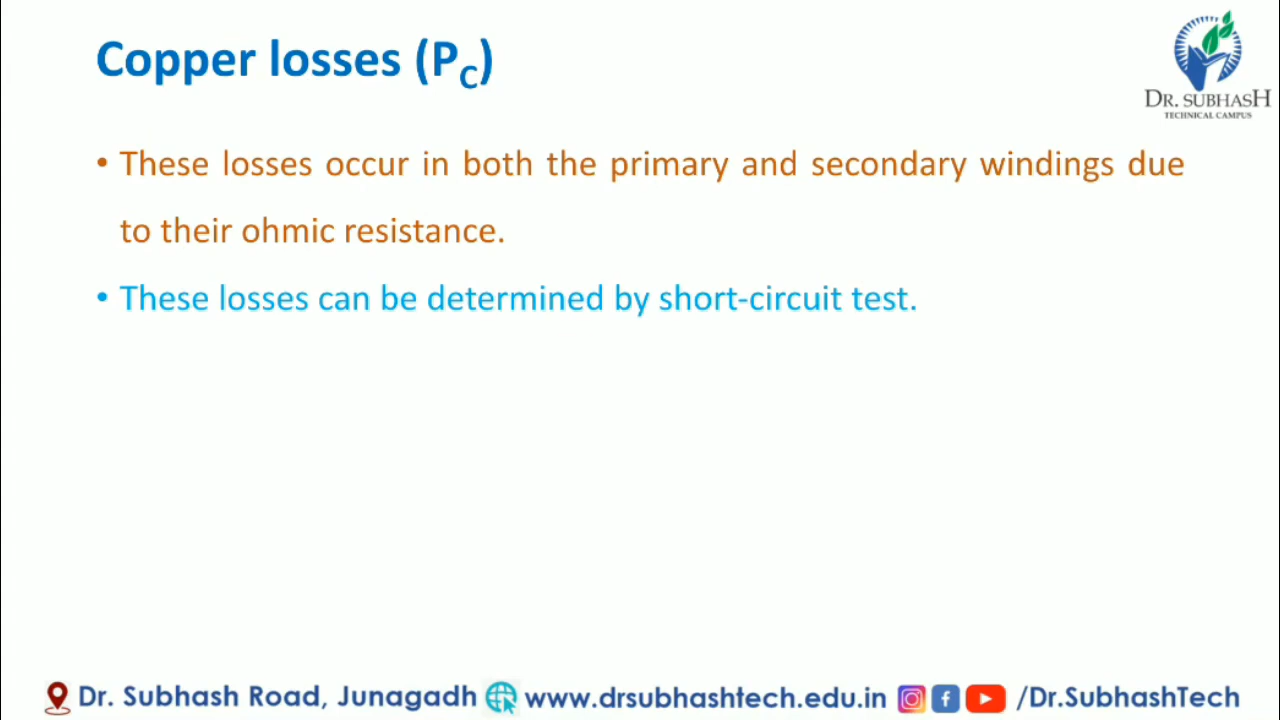 Copper losses (PC)
DR. SUBHASH
TECHNICAL CAMPUS
• These losses occur in both the primary and secondary windings due
to their ohmic resistance.
• These losses can be determined by short-circuit test.
Dr. Subhash Road, Junagadh www.drsubhashtech.edu.in /Dr.SubhashTech